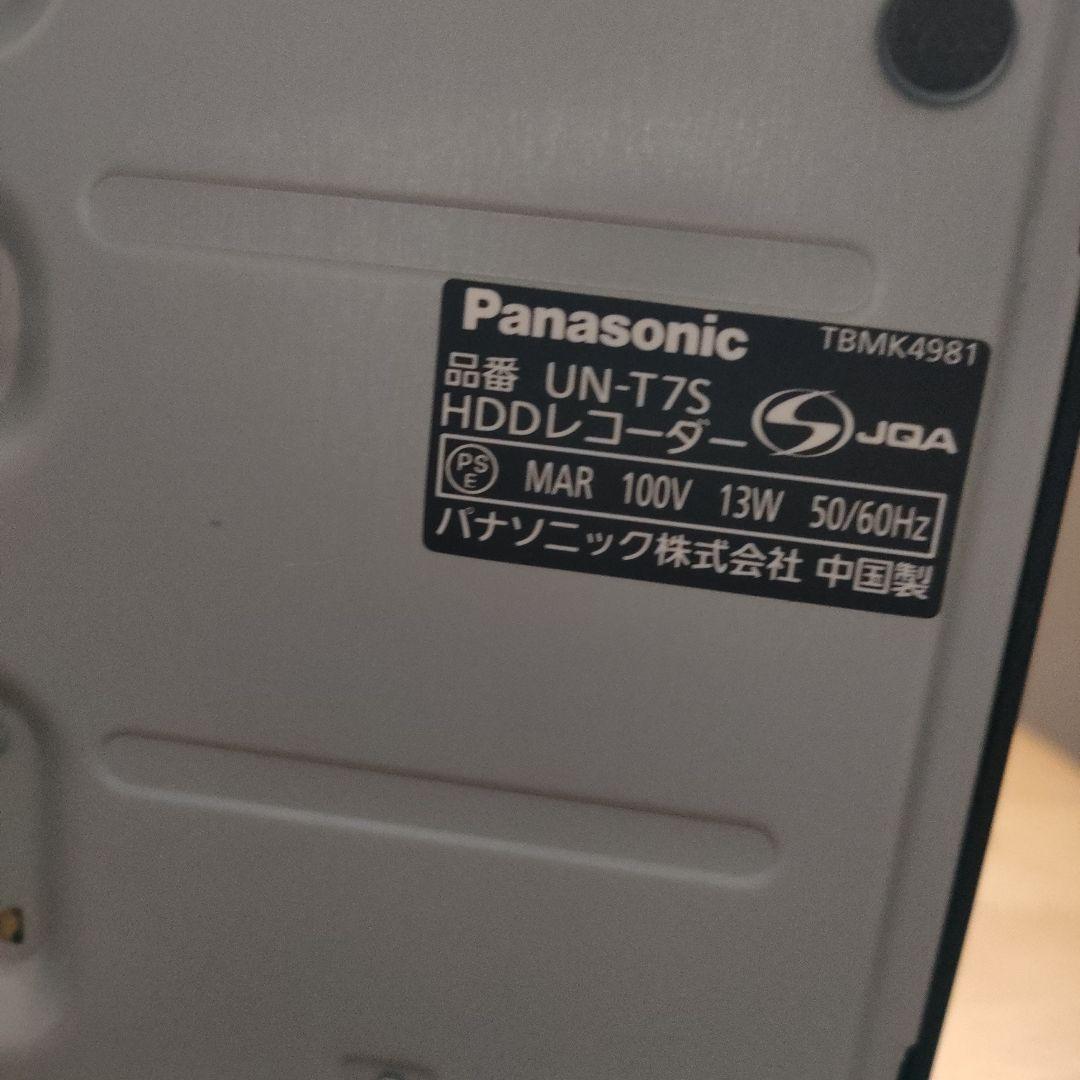 Panasonic TBMK4981
品番 UN-T7S
HDDレコーダー JQA
PSE MAR 100V 13W 50/60Hz
パナソニック株式会社 中国製